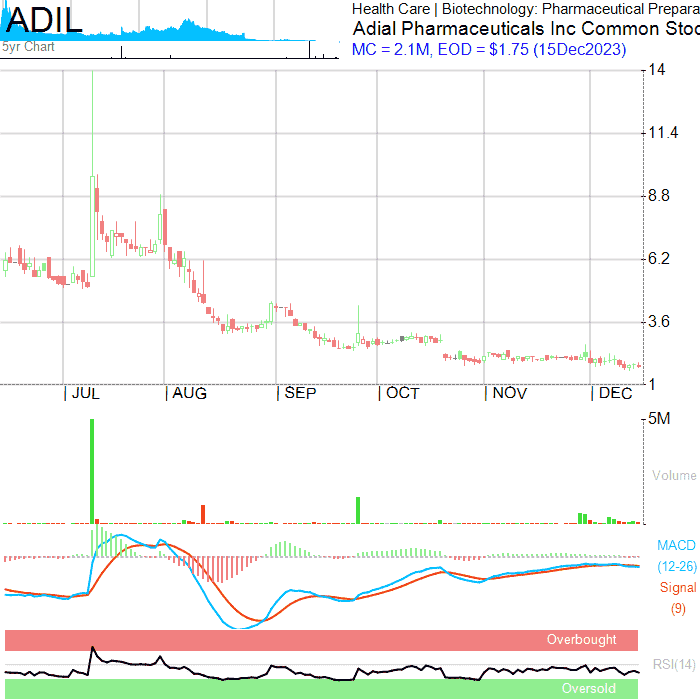 ADIL
5yr Chart
Health Care | Biotechnology: Pharmaceutical Prepara
Adial Pharmaceuticals Inc Common Stoc
MC = 2.1M, EOD = $1.75 (15Dec2023)
14
11.4
8.8
6.2
3.6
1
JUL AUG SEP OCT NOV DEC
5M
Volume
MACD
(12-26)
Signal
(9)
Overbought
RSI(14)
Oversold